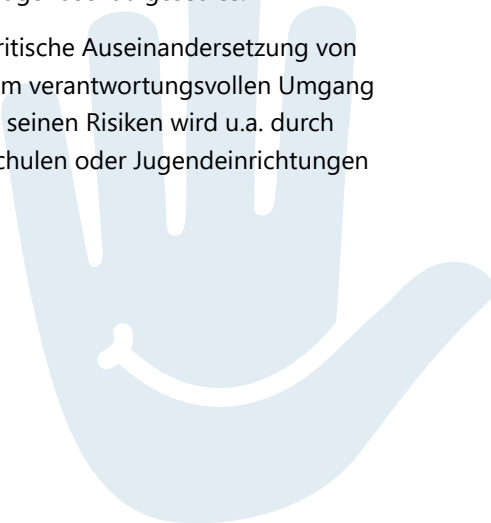 ritische Auseinandersetzung von
m verantwortungsvollen Umgang
seinen Risiken wird u.a. durch
chulen oder Jugendeinrichtungen